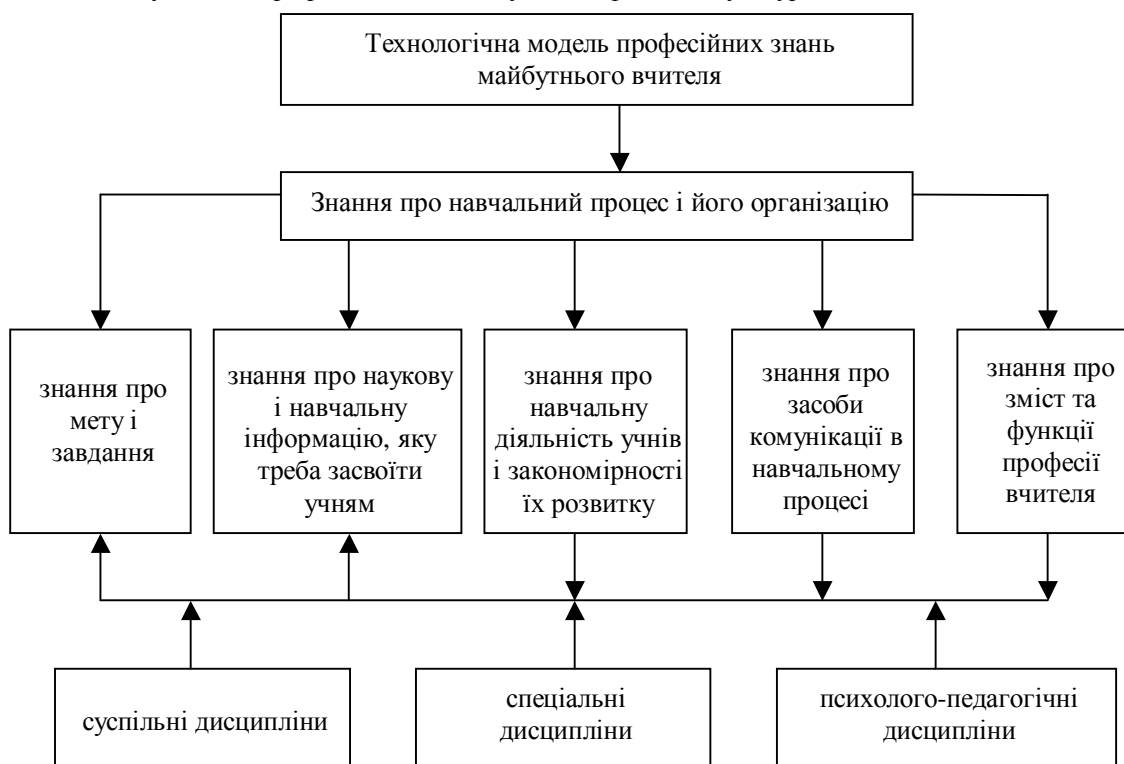 Технологічна модель професійних знань
майбутнього вчителя
Знання про навчальний процес і його організацію
знання про
мету і
завдання
знання про наукову
і навчальну
інформацію, яку
треба засвоїти
учням
знання про
навчальну
діяльність учнів
і закономірності
їх розвитку
знання про
засоби
комунікації в
навчальному
процесі
знання про
зміст та
функції
професії
вчителя
суспільні дисципліни
спеціальні
дисципліни
психолого-педагогічні
дисципліни